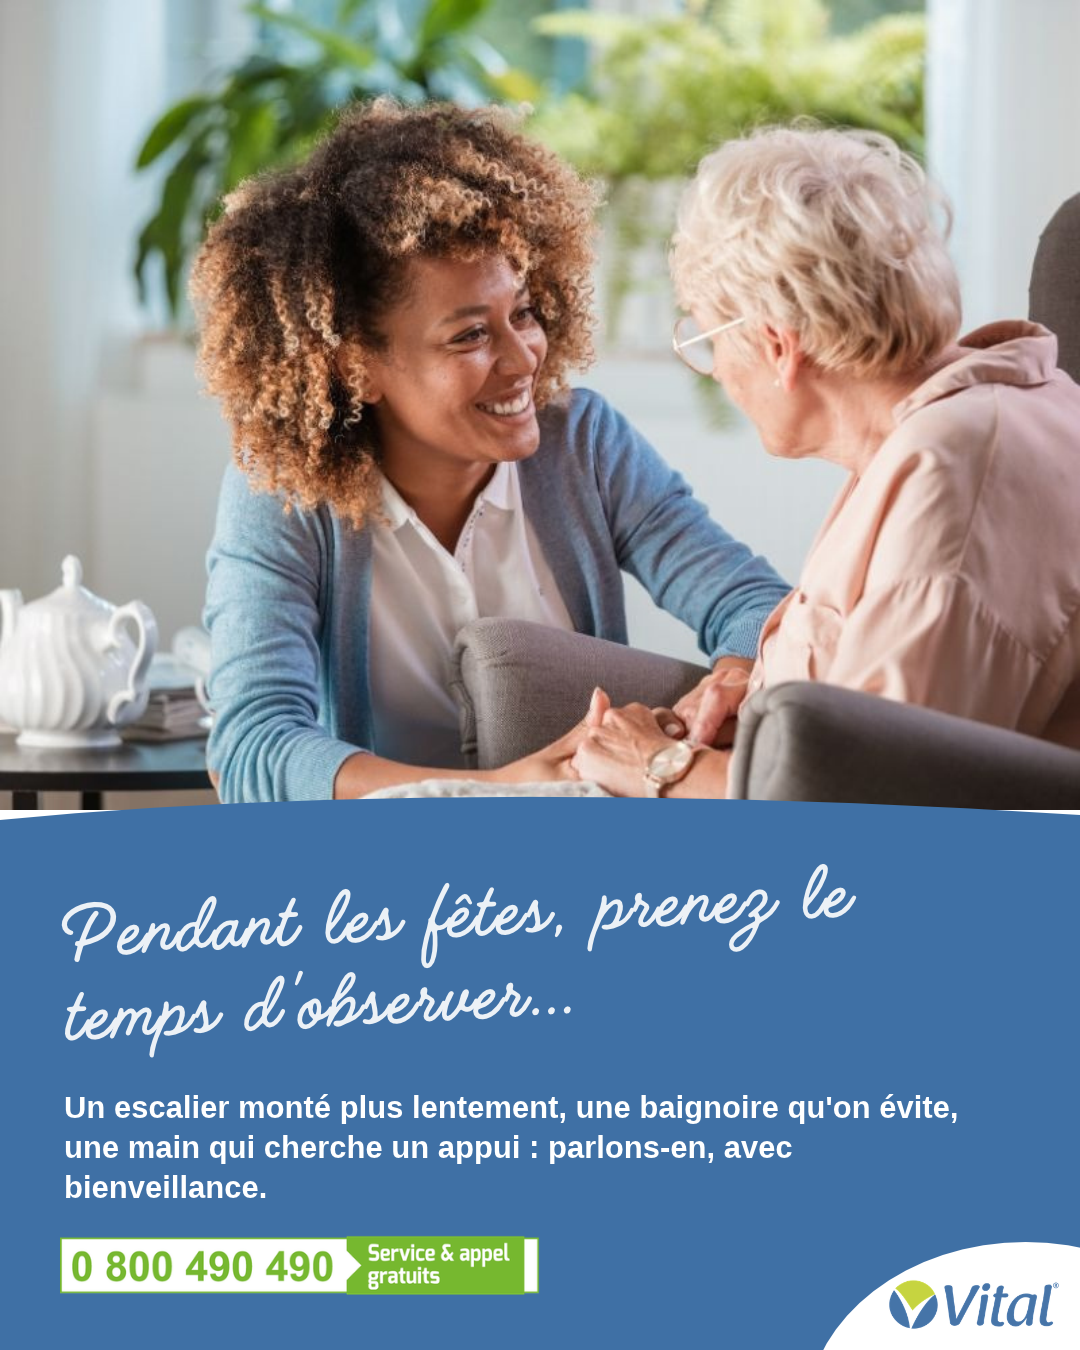 Pendant les fêtes, prenez le
temps d'observer...
Un escalier monté plus lentement, une baignoire qu'on évite,
une main qui cherche un appui : parlons-en, avec
bienveillance.
0 800 490 490
Service & appel
gratuits
Vital®